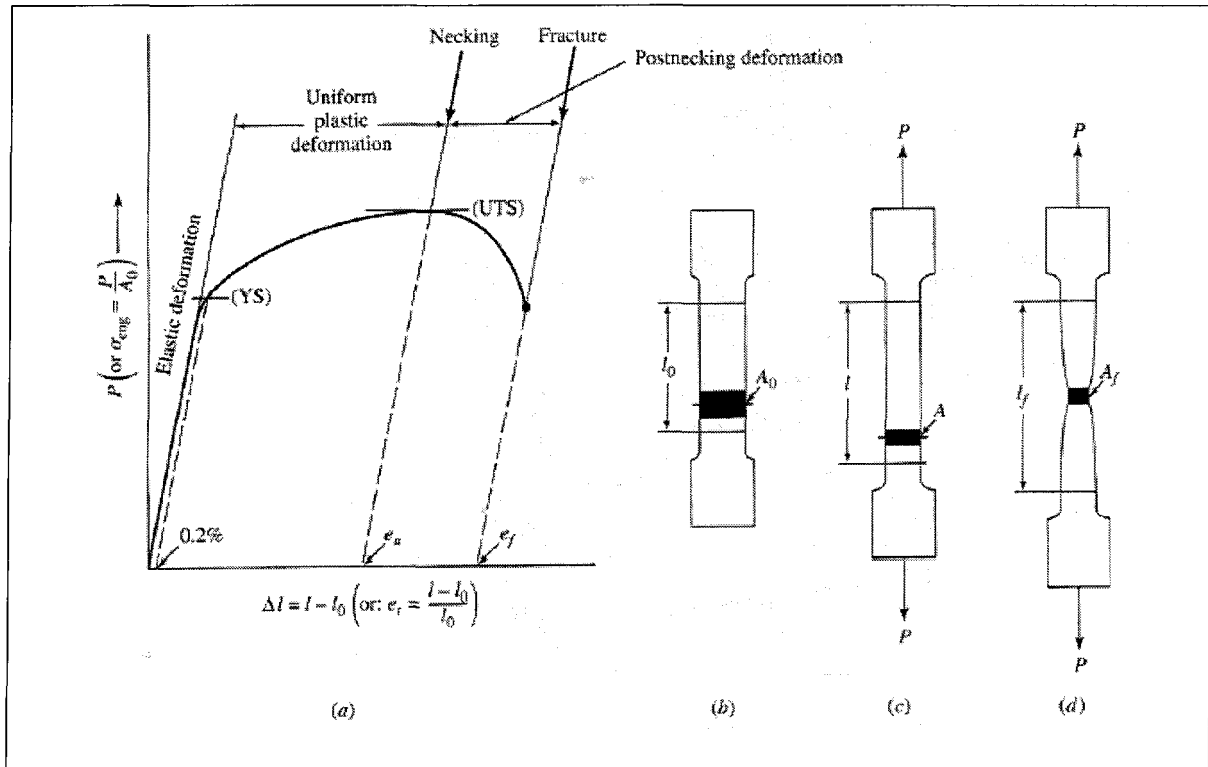 Necking
Fracture
Postnecking deformation
Uniform
plastic
deformation
(UTS)
(YS)
Elastic deformation
P (or σeng = P/A0)
0.2%
eu
ef
Δl = l – l0 (or: er = l – l0/l0)
(a)
l0
A0
(b)
P
l
A
P
(c)
P
lf
Af
P
(d)